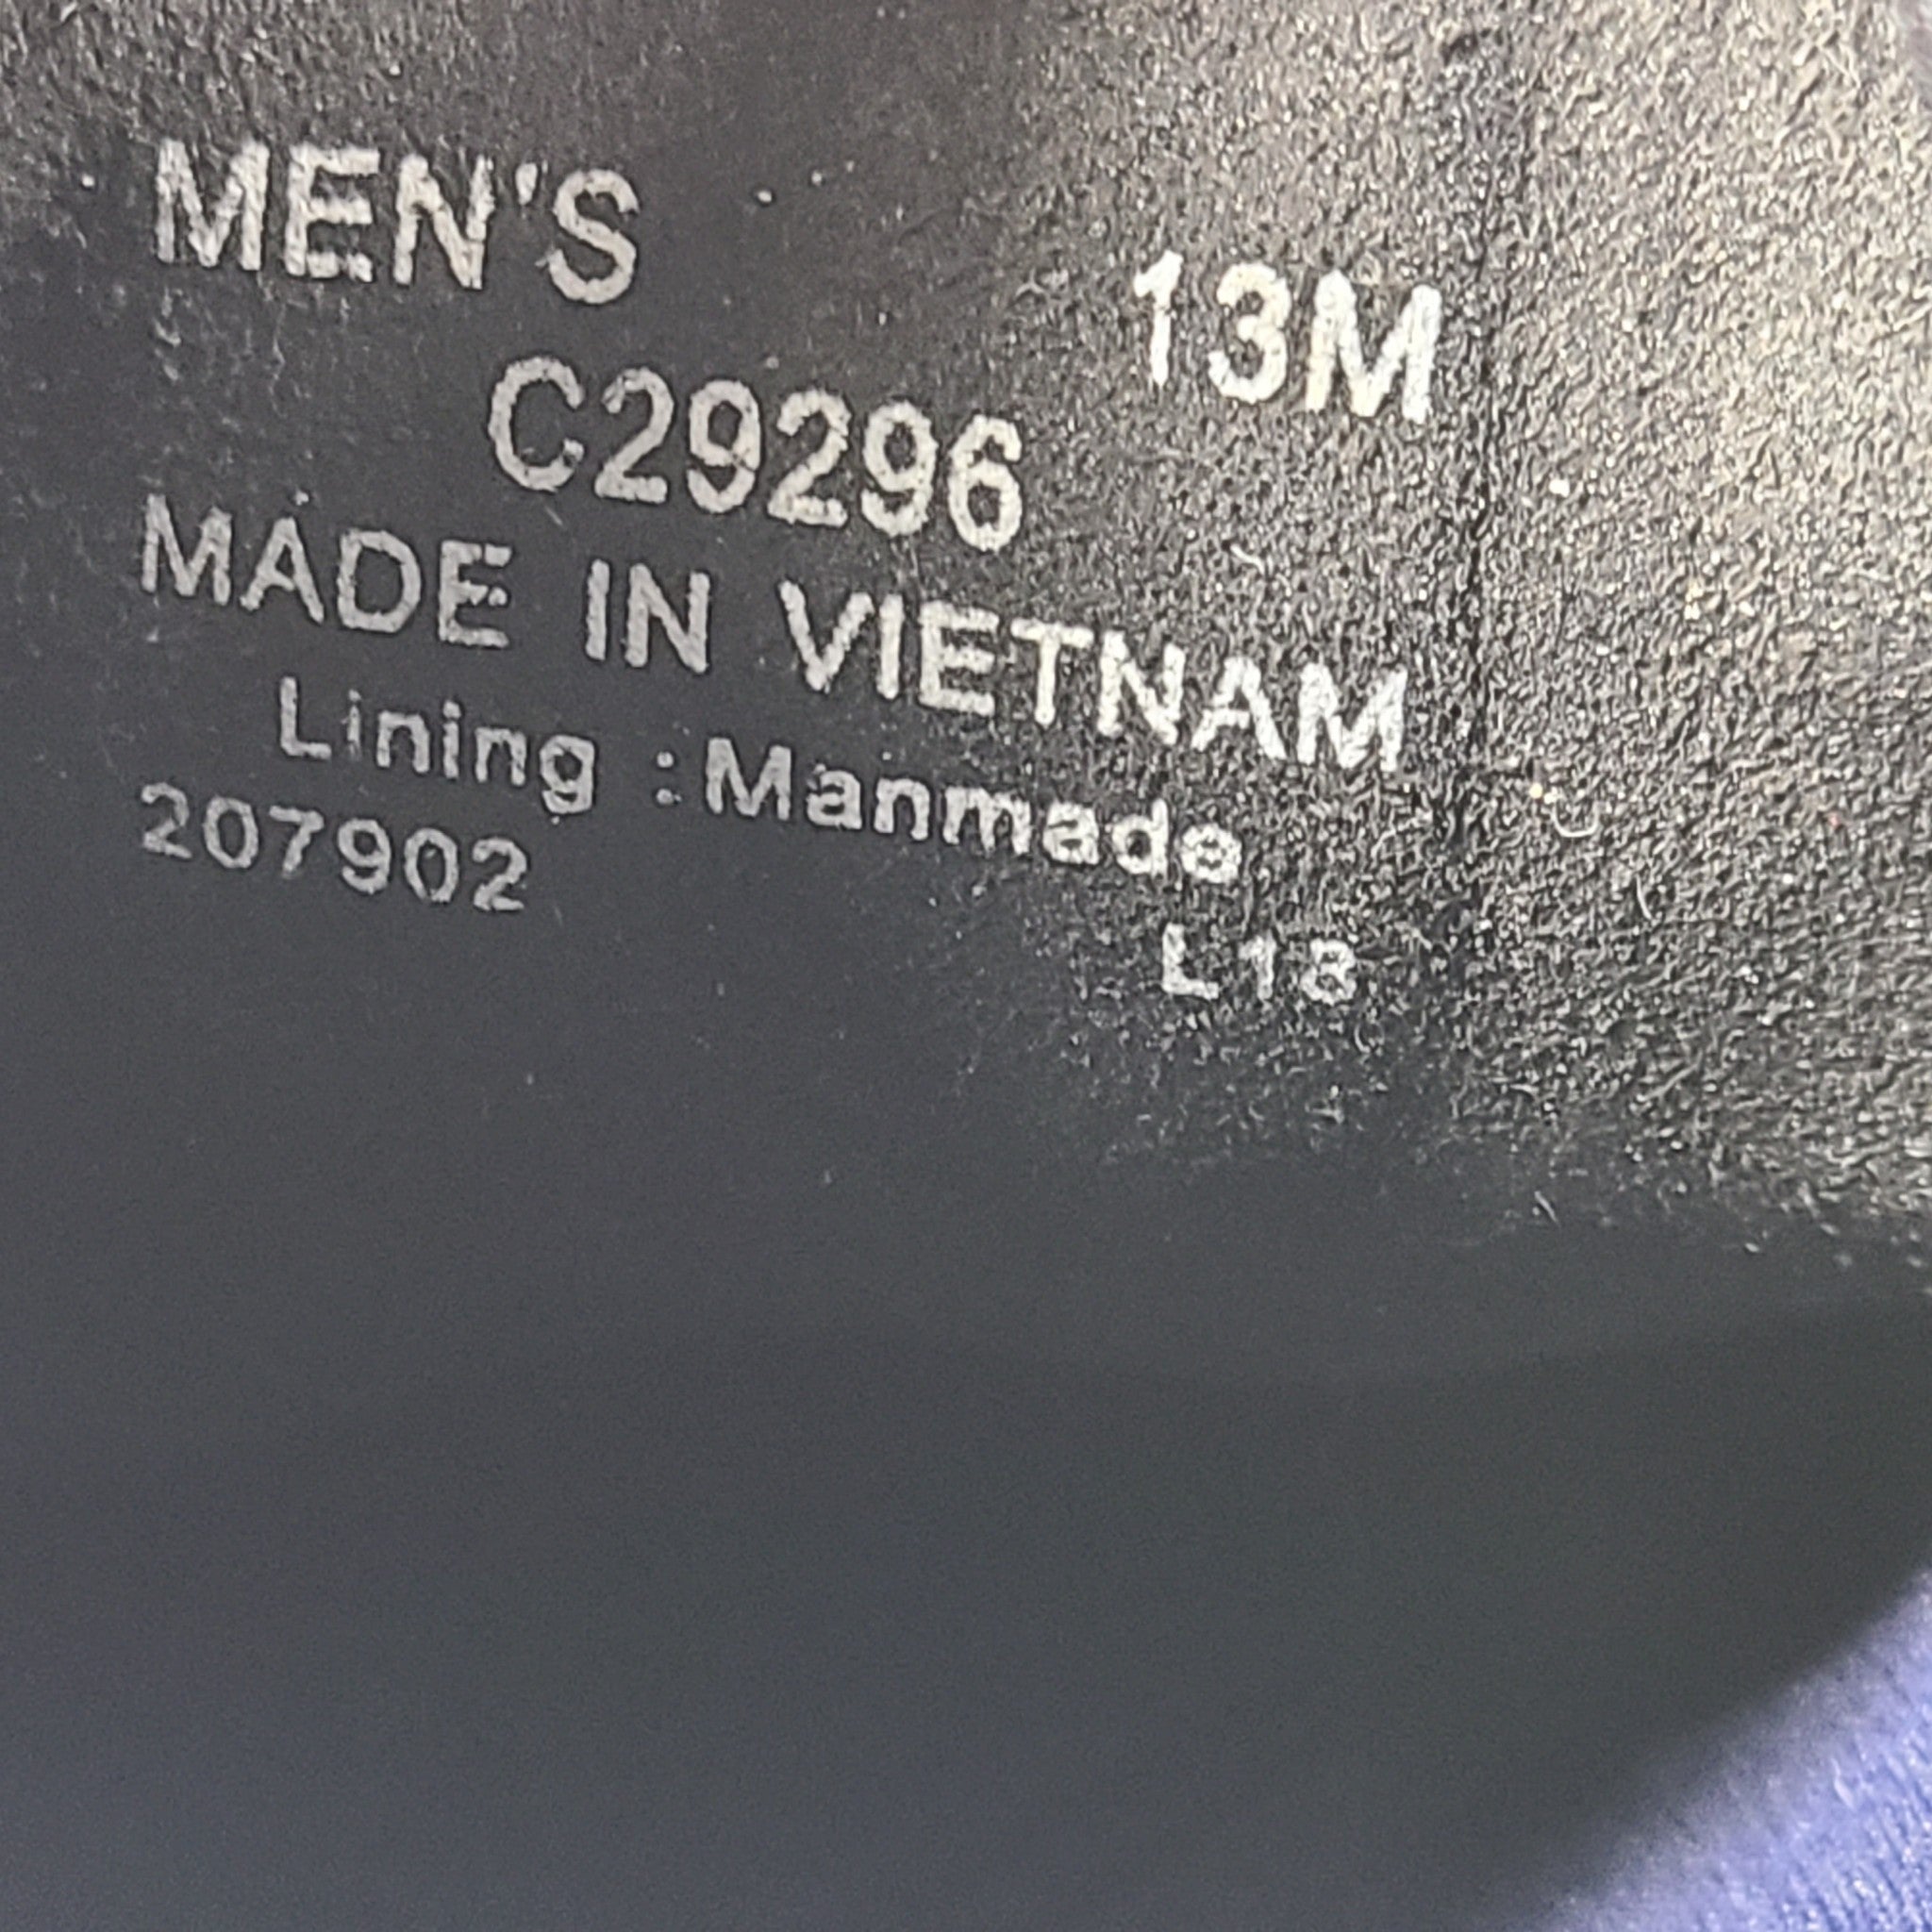 MEN'S 13M
C29296
MADE IN VIETNAM
Lining :Manmade
207902 L18